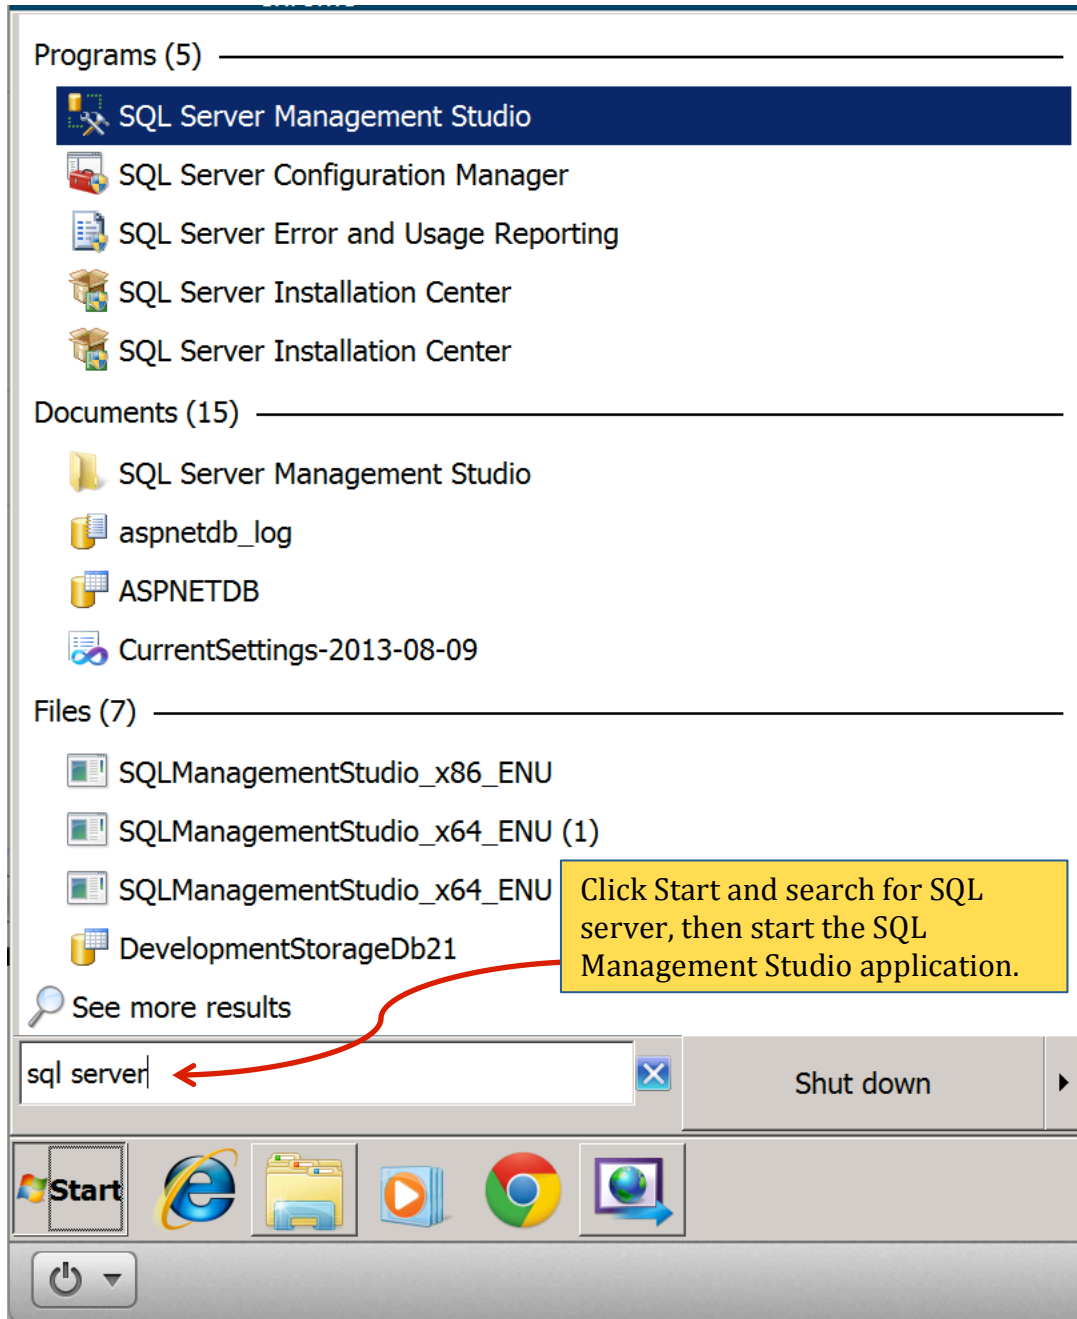 Programs (5)
SQL Server Management Studio
SQL Server Configuration Manager
SQL Server Error and Usage Reporting
SQL Server Installation Center
SQL Server Installation Center
Documents (15)
SQL Server Management Studio
aspnetdb_log
ASPNETDB
CurrentSettings-2013-08-09
Files (7)
SQLManagementStudio_x86_ENU
SQLManagementStudio_x64_ENU (1)
SQLManagementStudio_x64_ENU
DevelopmentStorageDb21
Click Start and search for SQL
server, then start the SQL
Management Studio application.
See more results
sql server
Shut down
Start